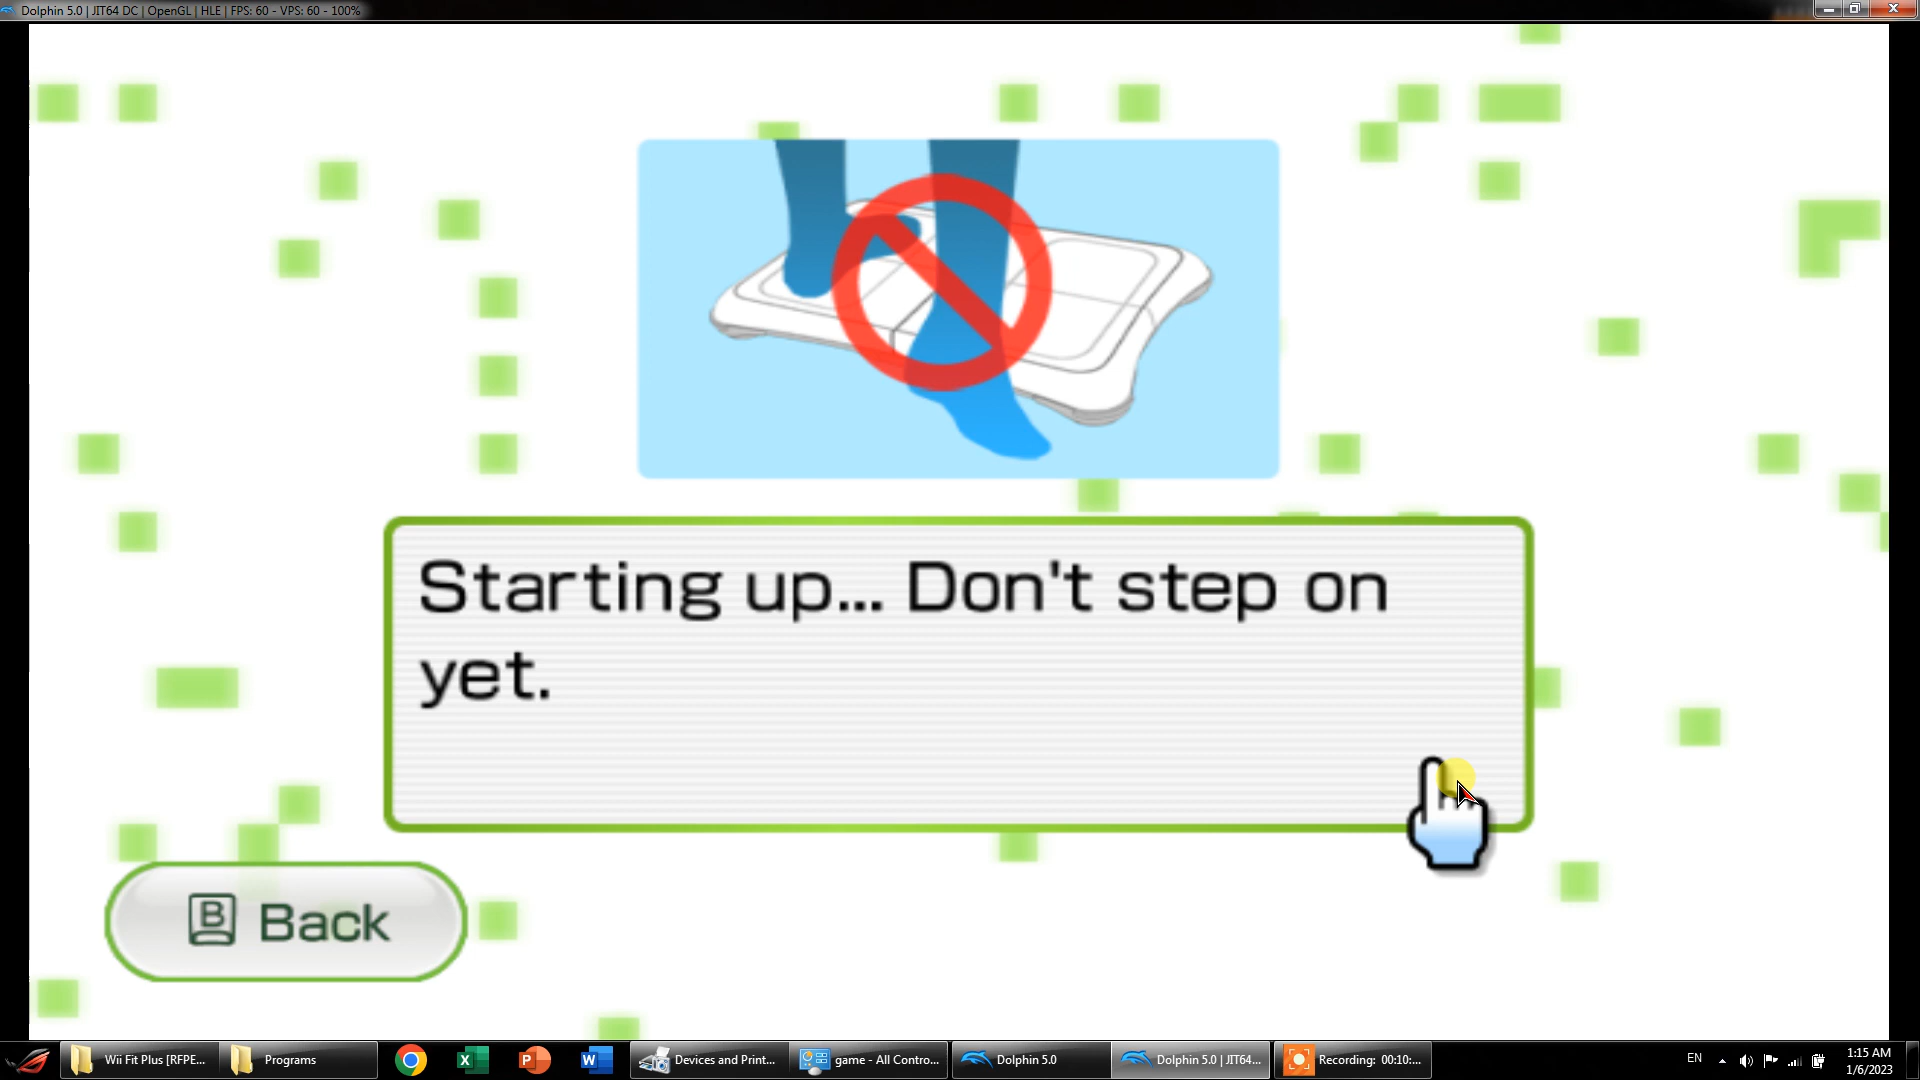 Dolphin 5.0 | JIT64 DC | OpenGL | HLE | FPS: 60 - VPS: 60 - 100%
Starting up... Don't step on
yet.
B Back
Wii Fit Plus [RFPE...
Programs
Devices and Print...
game - All Contro...
Dolphin 5.0
Dolphin 5.0 | JIT64...
Recording: 00:10:...
EN
1:15 AM
1/6/2023